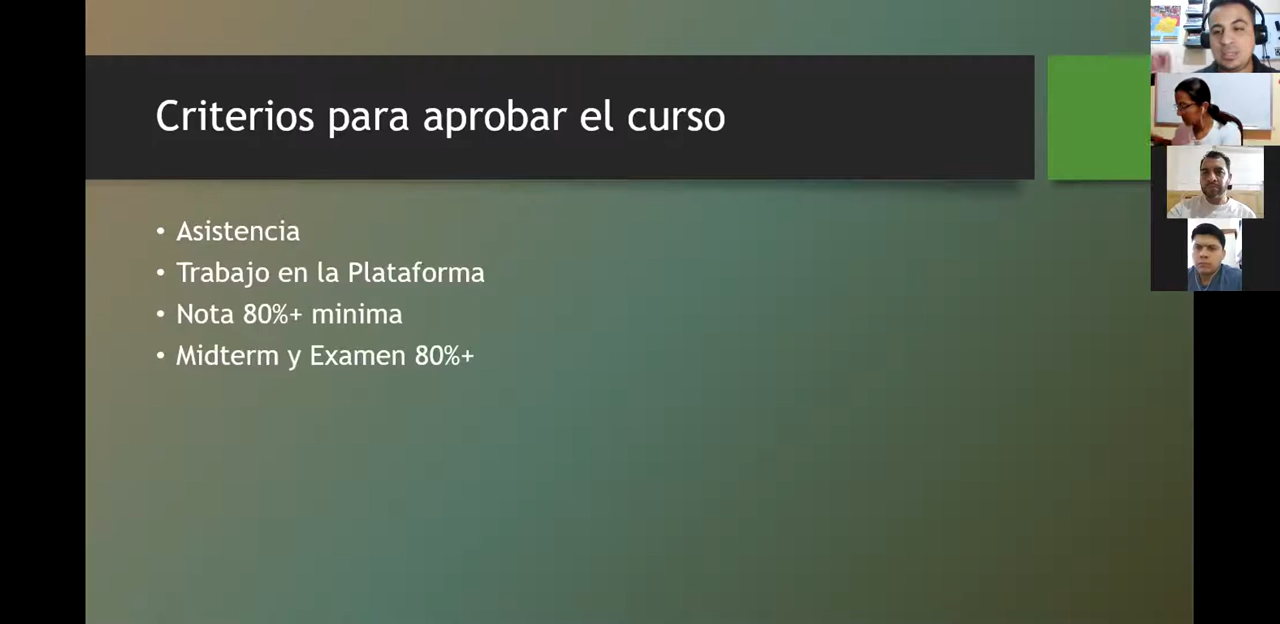 Criterios para aprobar el curso
• Asistencia
• Trabajo en la Plataforma
• Nota 80%+ minima
• Midterm y Examen 80%+